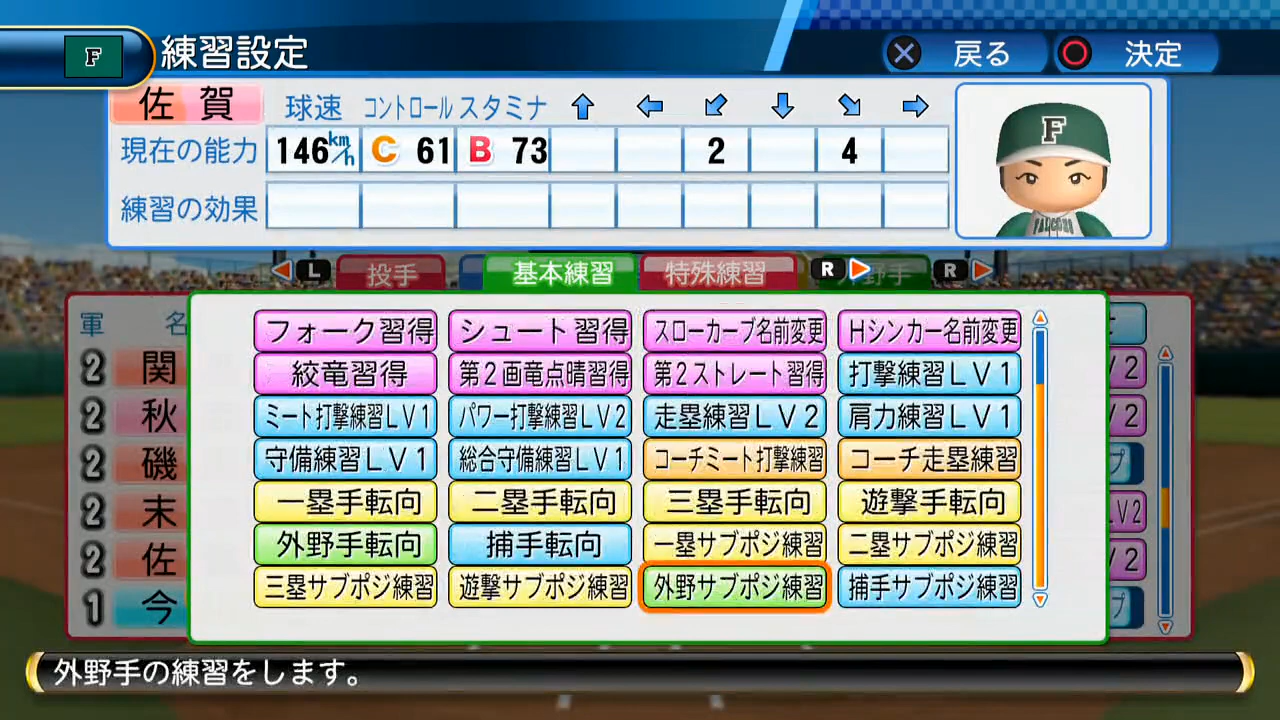 F 練習設定 戻る 決定
佐賀 球速 コントロール スタミナ
現在の能力 146km/h C 61 B 73 2 4
練習の効果
L 投手 基本練習 特殊練習 R 野手 R
軍 名
フォーク習得 シュート習得 スローカーブ名前変更 Hシンカー名前変更
2 関 絞竜習得 第2画竜点睛習得 第2ストレート習得 打撃練習LV1 2
2 秋 ミート打撃練習LV1 パワー打撃練習LV2 走塁練習LV2 肩力練習LV1 2
2 磯 守備練習LV1 総合守備練習LV1 コーチミート打撃練習 コーチ走塁練習 プ
2 末 一塁手転向 二塁手転向 三塁手転向 遊撃手転向 LV2
2 佐 外野手転向 捕手転向 一塁サブポジ練習 二塁サブポジ練習 2
1 今 三塁サブポジ練習 遊撃サブポジ練習 外野サブポジ練習 捕手サブポジ練習 プ
外野手の練習をします。